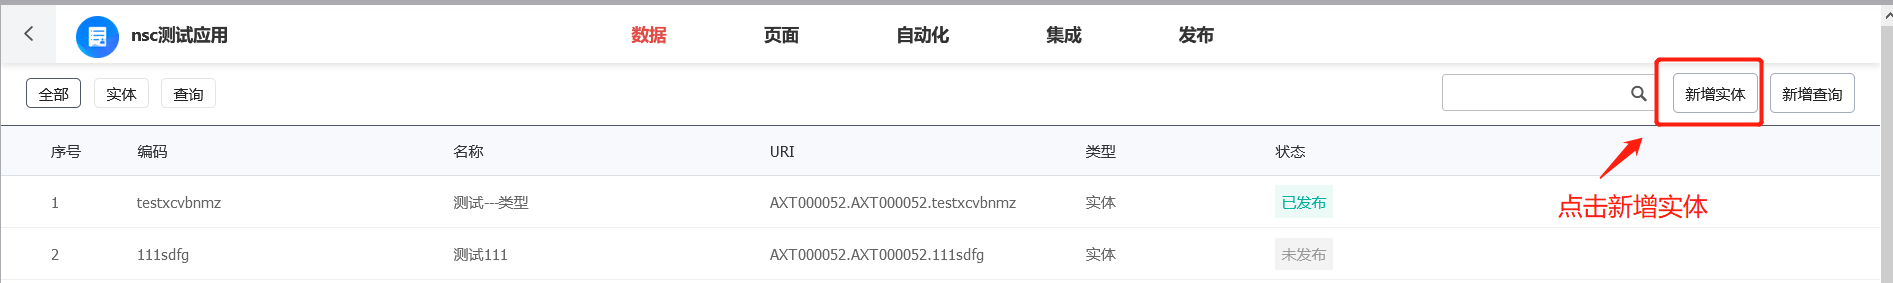 nsc测试应用 数据 页面 自动化 集成 发布
全部 实体 查询 新增实体 新增查询
序号 编码 名称 URI 类型 状态
1 testxcvbnmz 测试---类型 AXT000052.AXT000052.testxcvbnmz 实体 已发布
点击新增实体
2 111sdfg 测试111 AXT000052.AXT000052.111sdfg 实体 未发布